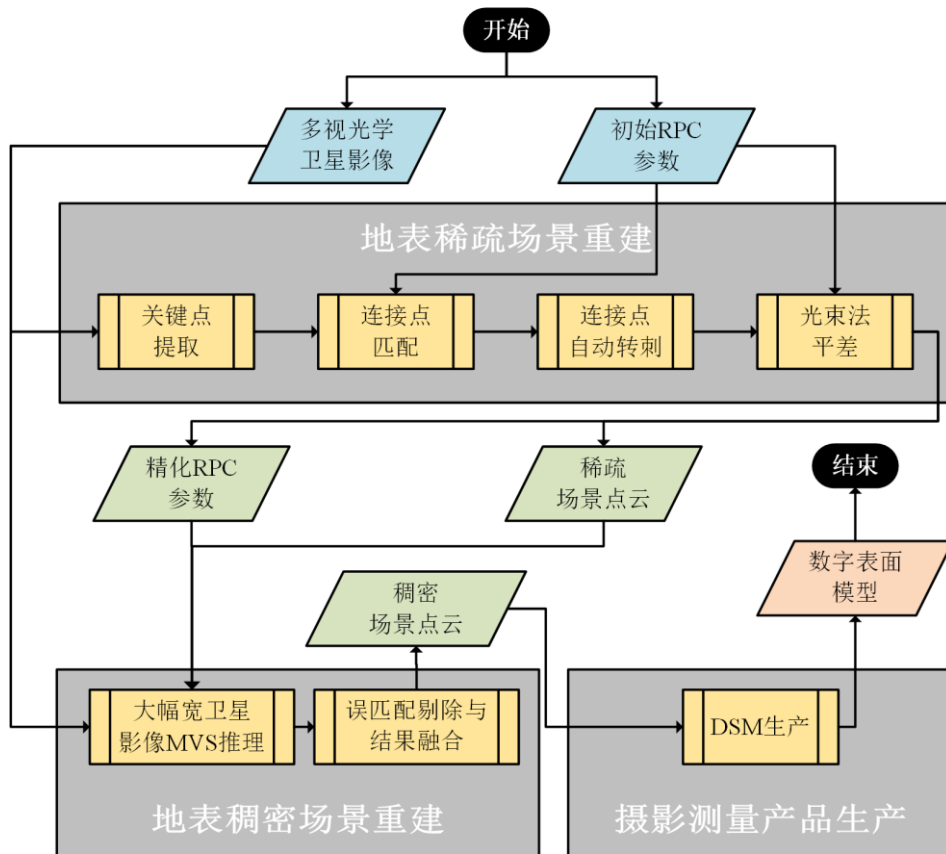 开始
多视光学
卫星影像
初始RPC
参数
地表稀疏场景重建
关键点
提取
连接点
匹配
连接点
自动转刺
光束法
平差
精化RPC
参数
稀疏
场景点云
结束
数字表面
模型
稠密
场景点云
大幅宽卫星
影像MVS推理
误匹配剔除与
结果融合
DSM生产
地表稠密场景重建
摄影测量产品生产